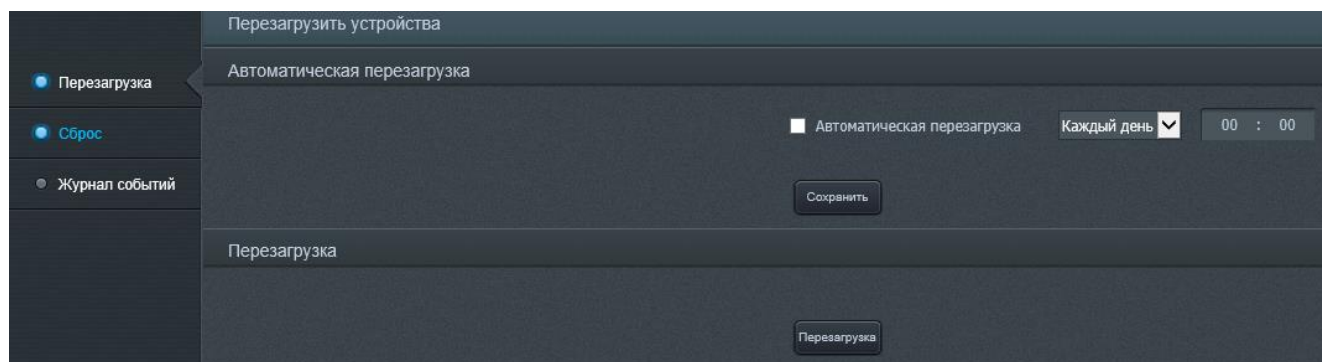 Перезагрузить устройства
Перезагрузка
Сброс
Журнал событий
Автоматическая перезагрузка
Автоматическая перезагрузка Каждый день 00 : 00
Сохранить
Перезагрузка
Перезагрузка